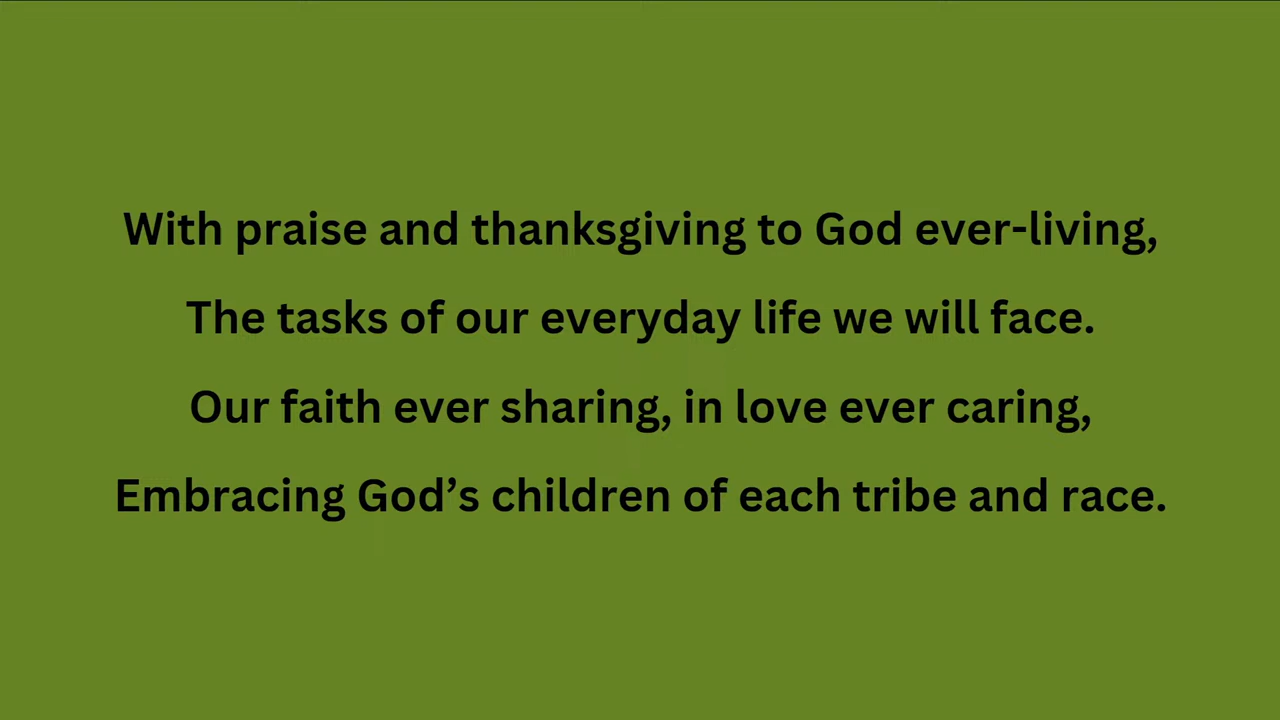 With praise and thanksgiving to God ever-living,
The tasks of our everyday life we will face.
Our faith ever sharing, in love ever caring,
Embracing God’s children of each tribe and race.